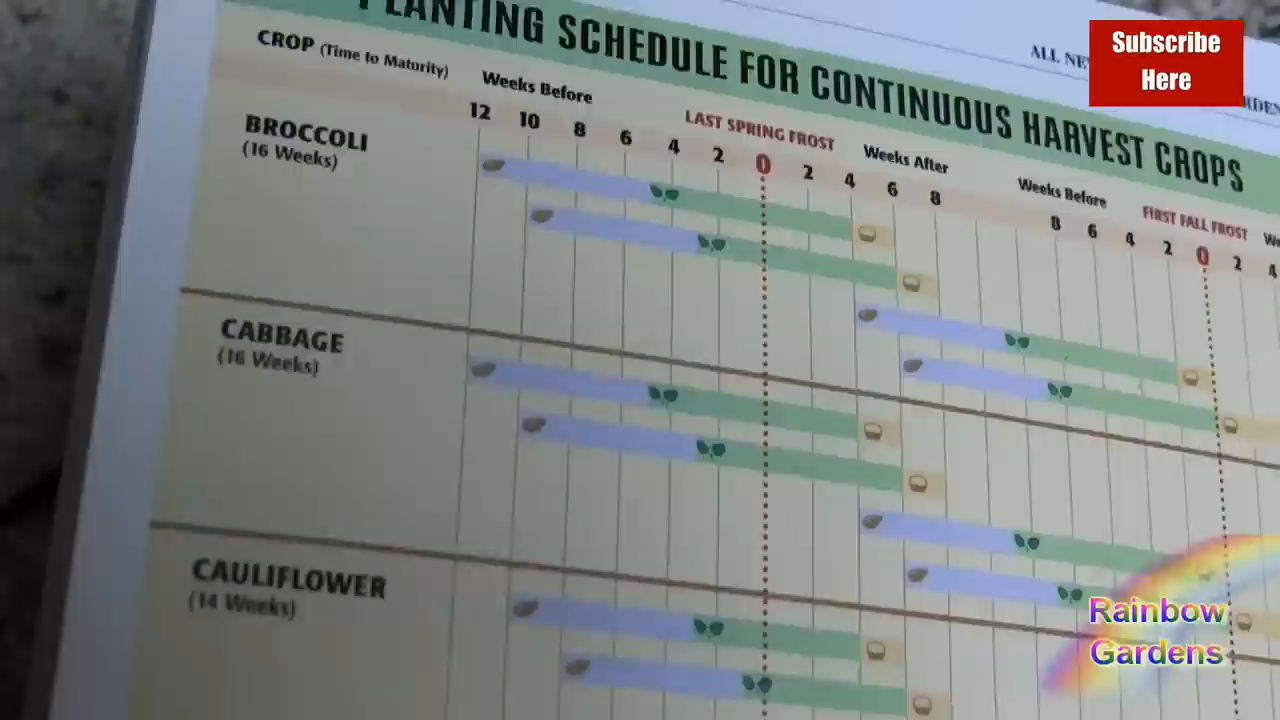 PLANTING SCHEDULE FOR CONTINUOUS HARVEST CROPS
ALL NE
Subscribe
Here
CROP (Time to Maturity)
Weeks Before
LAST SPRING FROST
Weeks After
Weeks Before
FIRST FALL FROST
12 10 8 6 4 2 0 2 4 6 8 8 6 4 2 0 2 4
BROCCOLI
(16 Weeks)
CABBAGE
(16 Weeks)
CAULIFLOWER
(14 Weeks)
Rainbow
Gardens